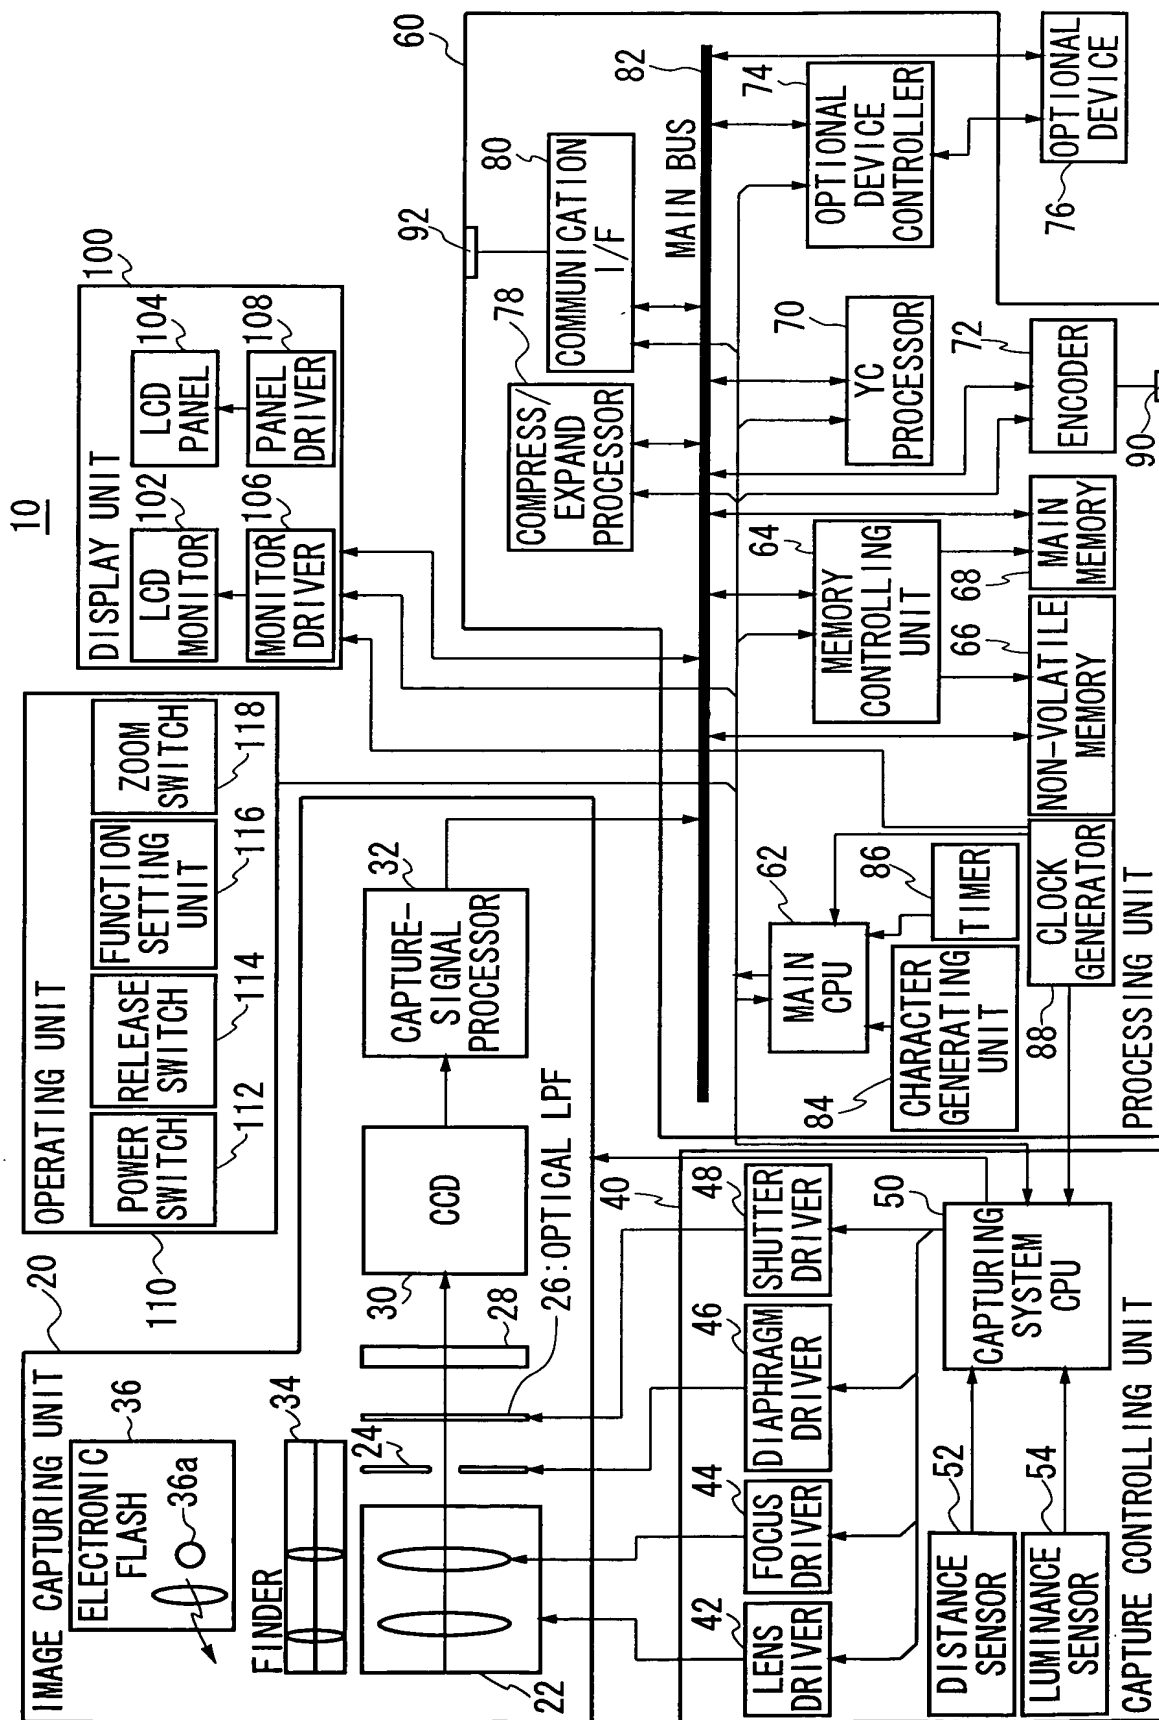 10
IMAGE CAPTURING UNIT
20
ELECTRONIC
FLASH
36
36a
FINDER
34
22
24
26:OPTICAL LPF
28
30
CCD
CAPTURE-
SIGNAL
PROCESSOR
32
OPERATING UNIT
110
POWER
SWITCH
112
RELEASE
SWITCH
114
FUNCTION
SETTING
UNIT
116
ZOOM
SWITCH
118
DISPLAY UNIT
100
LCD
MONITOR
102
LCD
PANEL
104
MONITOR
DRIVER
106
PANEL
DRIVER
108
CAPTURE CONTROLLING UNIT
40
LENS
DRIVER
42
FOCUS
DRIVER
44
DIAPHRAGM
DRIVER
46
SHUTTER
DRIVER
48
CAPTURING
SYSTEM
CPU
50
DISTANCE
SENSOR
52
LUMINANCE
SENSOR
54
PROCESSING UNIT
60
COMPRESS/
EXPAND
PROCESSOR
78
COMMUNICATION
I/F
80
92
MAIN BUS
82
MAIN
CPU
62
CHARACTER
GENERATING
UNIT
84
TIMER
86
CLOCK
GENERATOR
88
MEMORY
CONTROLLING
UNIT
64
NON-VOLATILE
MEMORY
66
MAIN
MEMORY
68
YC
PROCESSOR
70
ENCODER
72
90
OPTIONAL
DEVICE
CONTROLLER
74
OPTIONAL
DEVICE
76